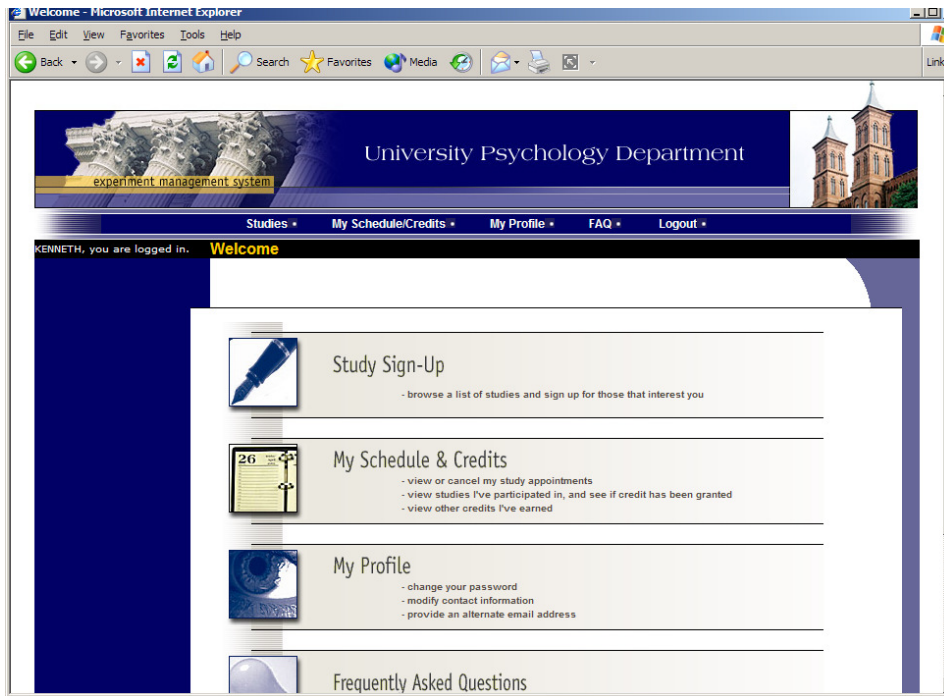 Welcome - Microsoft Internet Explorer
File Edit View Favorites Tools Help
Back Search Favorites Media
University Psychology Department
experiment management system
Studies My Schedule/Credits My Profile FAQ Logout
KENNETH, you are logged in. Welcome
Study Sign-Up
- browse a list of studies and sign up for those that interest you
26
My Schedule & Credits
- view or cancel my study appointments
- view studies I've participated in, and see if credit has been granted
- view other credits I've earned
My Profile
- change your password
- modify contact information
- provide an alternate email address
Frequently Asked Questions